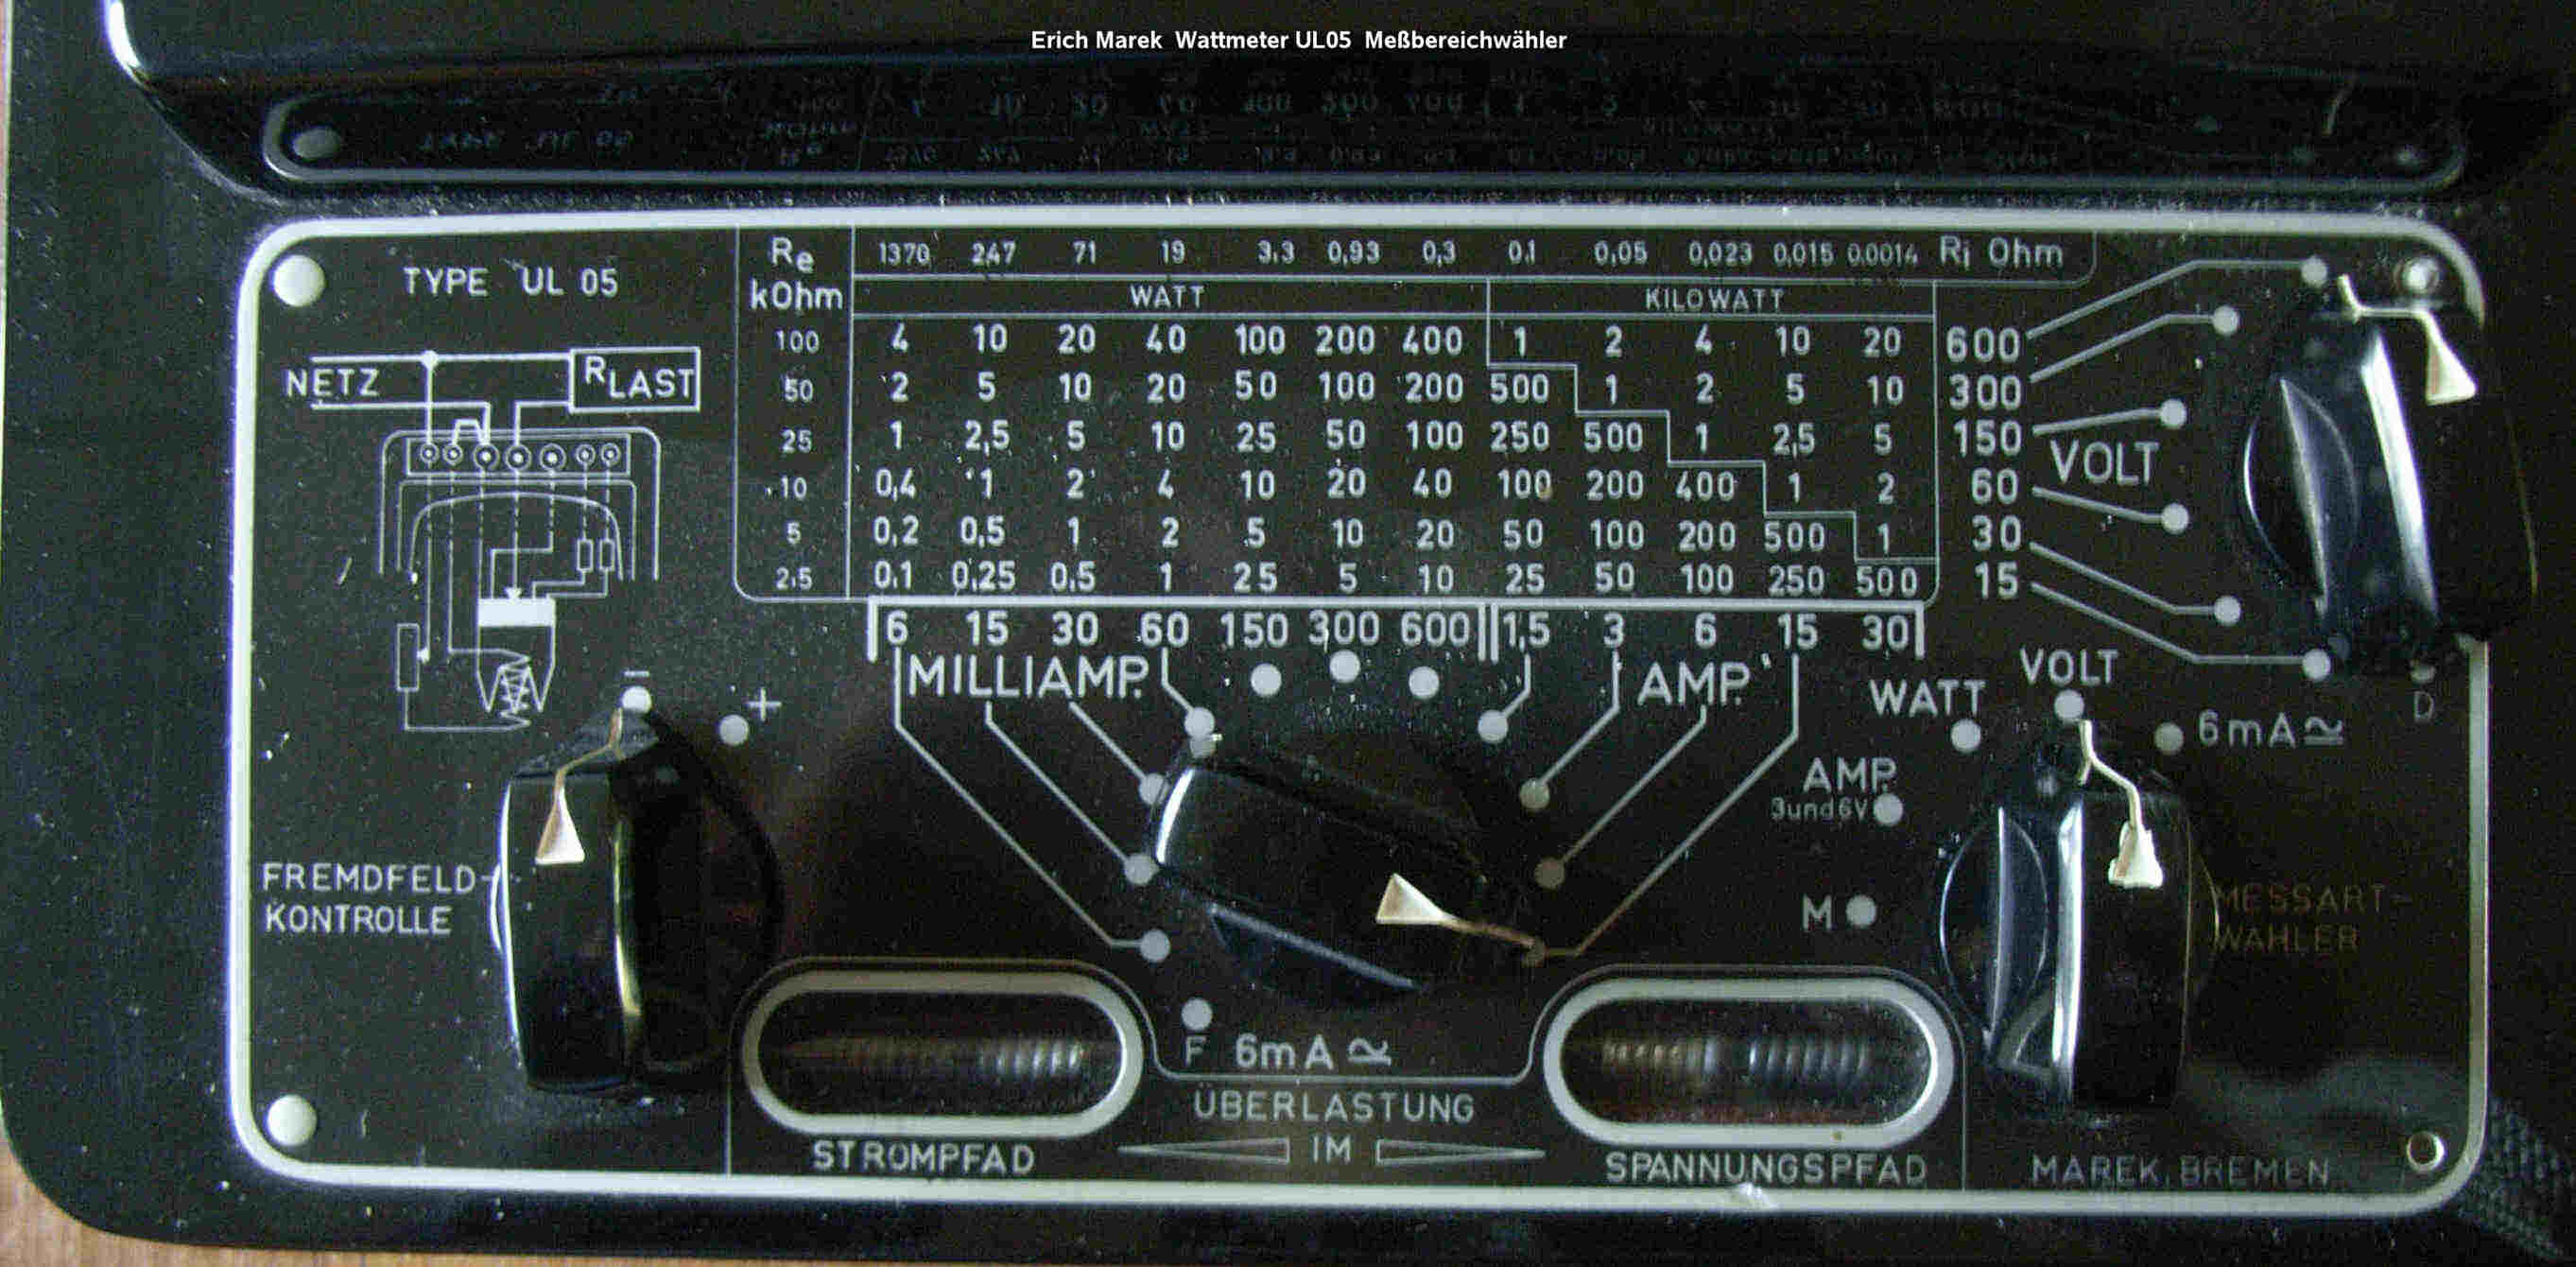 Erich Marek Wattmeter UL05 Meßbereichwähler
TYPE UL 05
NETZ
RLAST
Re 1370 247 71 19 3.3 0,93 0,3 0.1 0,05 0,023 0,015 0,0014 Ri Ohm
kOhm WATT KILOWATT
100 4 10 20 40 100 200 400 1 2 4 10 20 600
50 2 5 10 20 50 100 200 500 1 2 5 10 300
25 1 2,5 5 10 25 50 100 250 500 1 2,5 5 150
VOLT
10 0,4 1 2 4 10 20 40 100 200 400 1 2 60
5 0,2 0,5 1 2 5 10 20 50 100 200 500 1 30
2,5 0.1 0,25 0,5 1 25 5 10 25 50 100 250 500 15
6 15 30 60 150 300 600 1,5 3 6 15 30
MILLIAMP. AMP.
− +
WATT
VOLT
6mA≃
D
AMP.
3und6V
M
FREMDFELD-
KONTROLLE
MESSART-
WÄHLER
F 6mA≃
ÜBERLASTUNG
IM
STROMPFAD
SPANNUNGSPFAD
MAREK, BREMEN